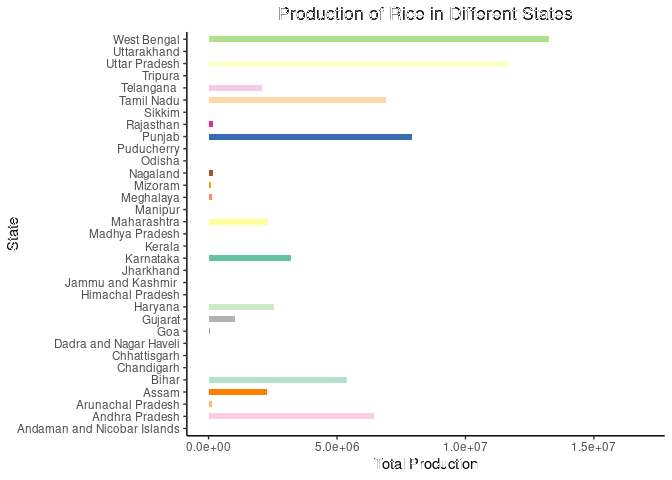 Production of Rice in Different States
West Bengal
Uttarakhand
Uttar Pradesh
Tripura
Telangana
Tamil Nadu
Sikkim
Rajasthan
Punjab
Puducherry
Odisha
Nagaland
Mizoram
Meghalaya
Manipur
Maharashtra
Madhya Pradesh
Kerala
Karnataka
Jharkhand
Jammu and Kashmir
Himachal Pradesh
Haryana
Gujarat
Goa
Dadra and Nagar Haveli
Chhattisgarh
Chandigarh
Bihar
Assam
Arunachal Pradesh
Andhra Pradesh
Andaman and Nicobar Islands
State
0.0e+00 5.0e+06 1.0e+07 1.5e+07
Total Production